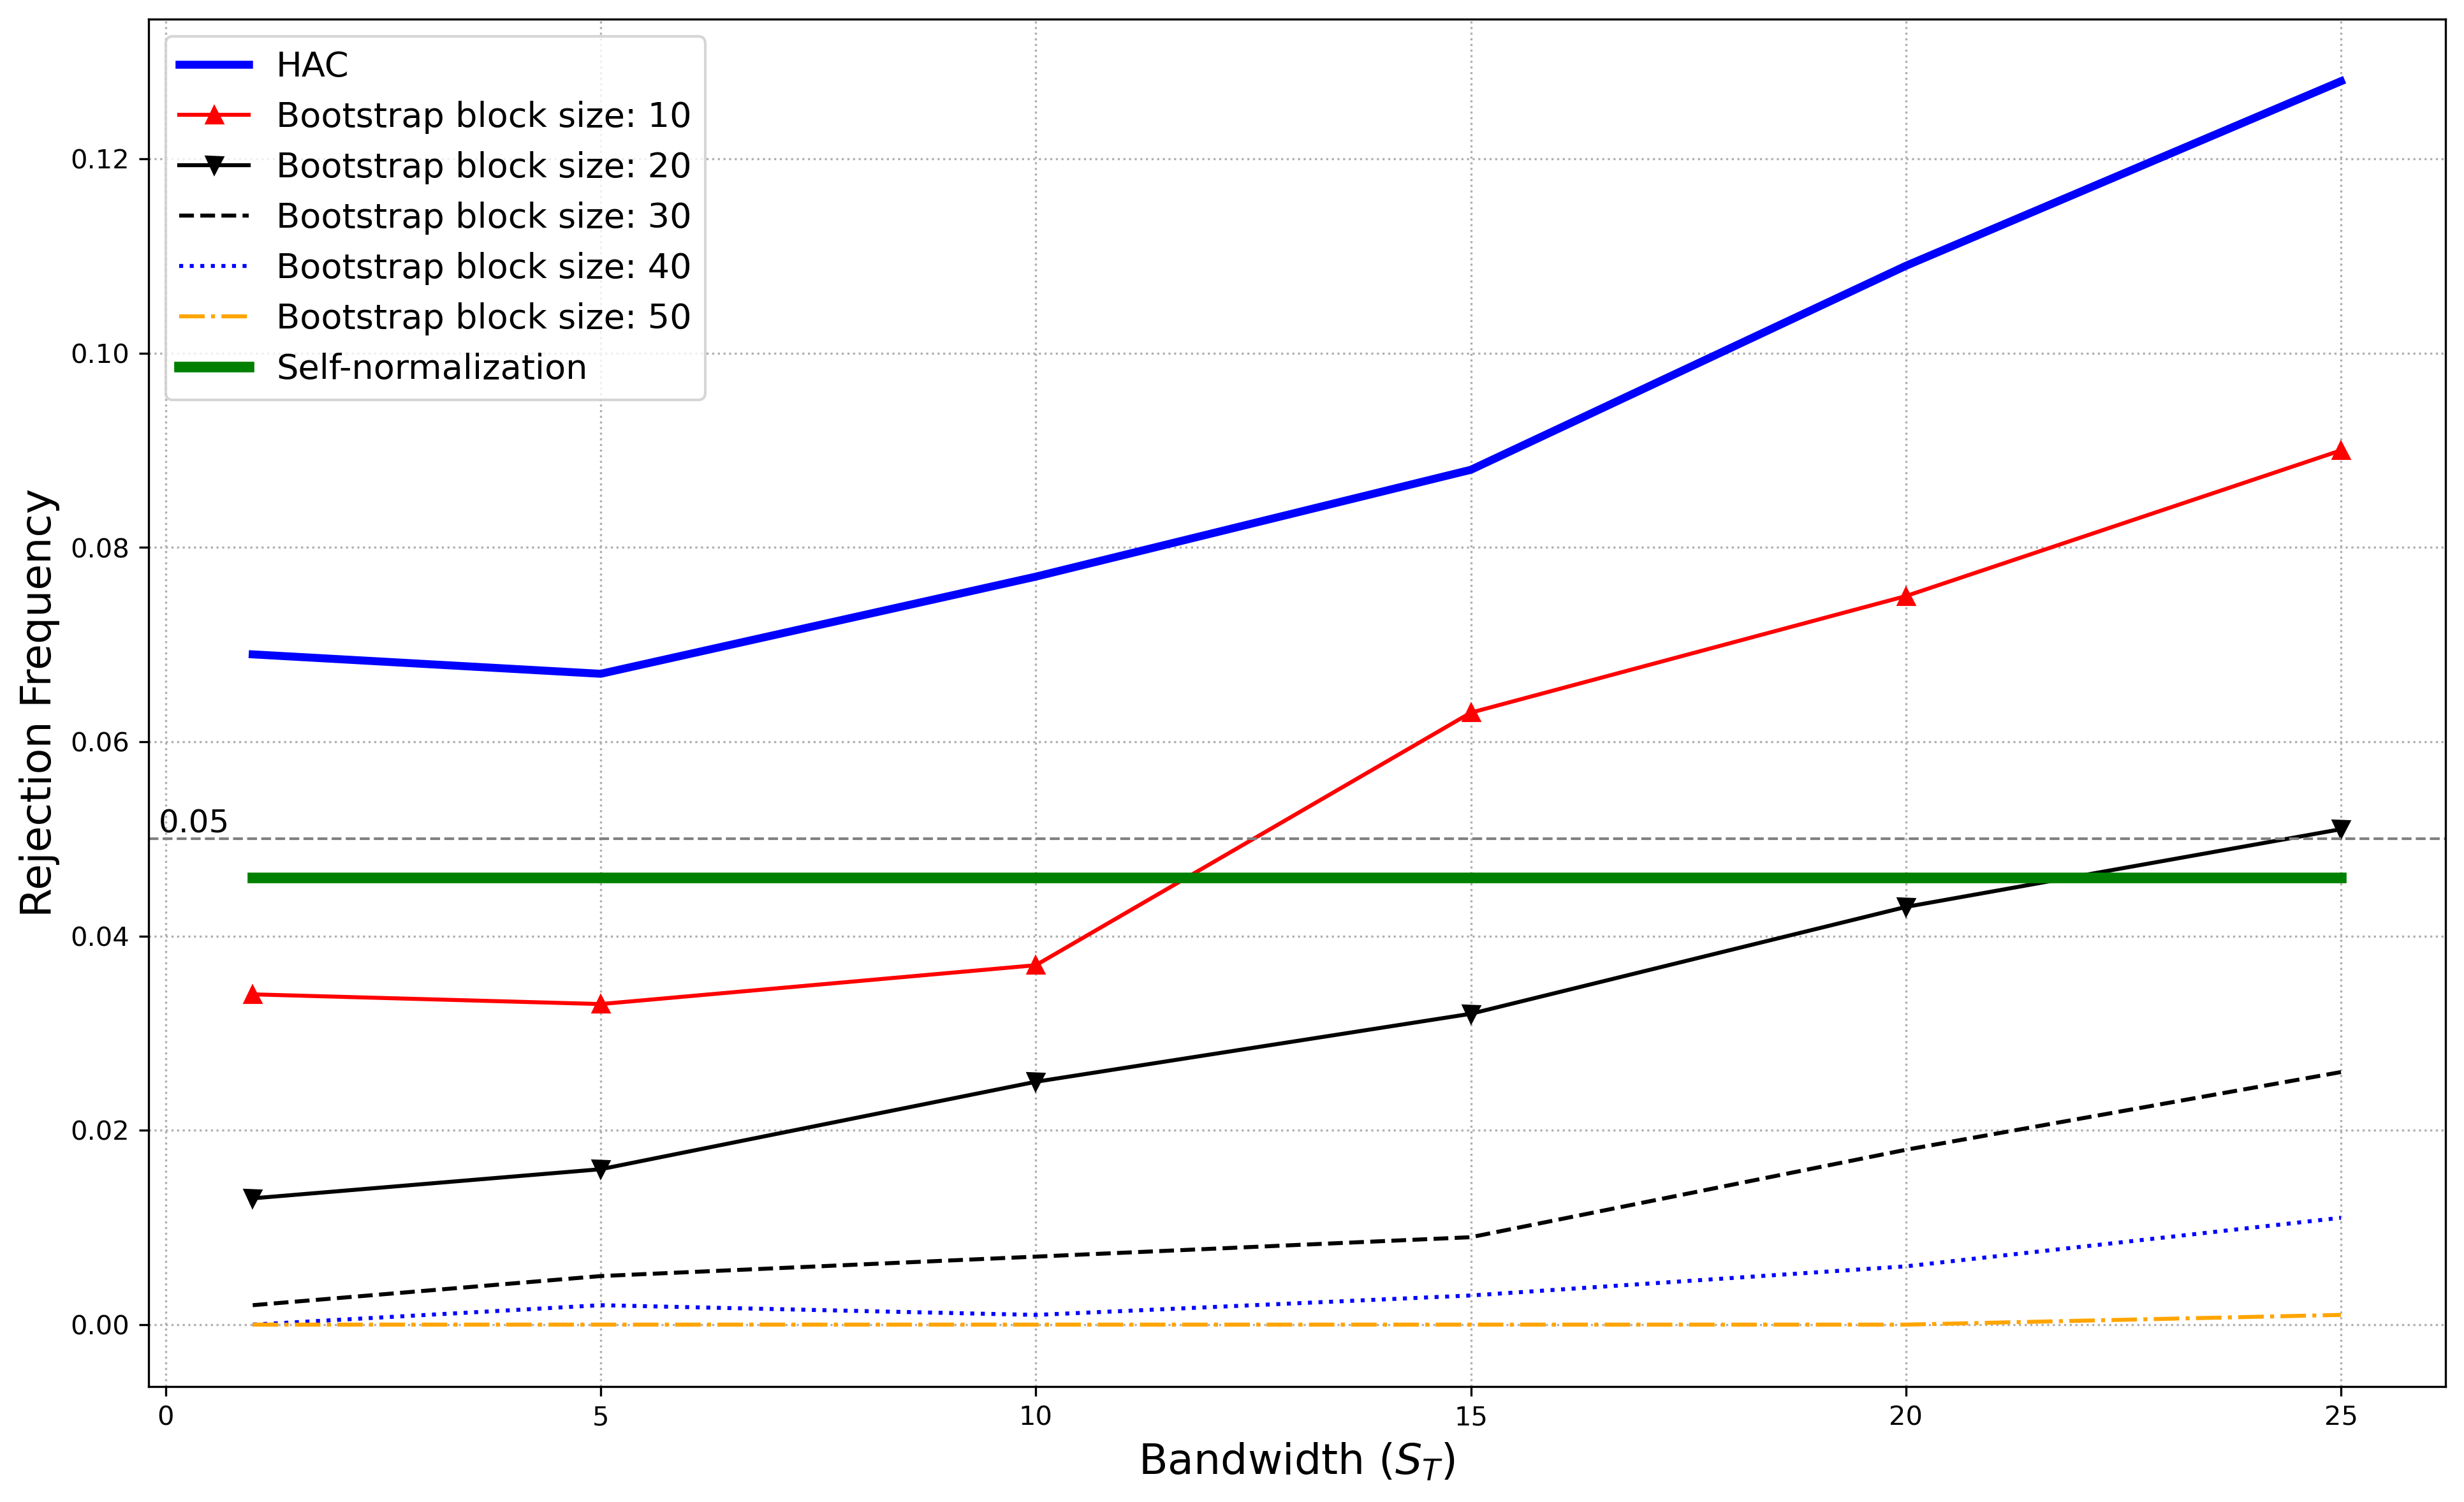 HAC
Bootstrap block size: 10
Bootstrap block size: 20
Bootstrap block size: 30
Bootstrap block size: 40
Bootstrap block size: 50
Self-normalization
Rejection Frequency
0.12
0.10
0.08
0.06
0.04
0.02
0.00
0.05
0 5 10 15 20 25
Bandwidth (S_T)